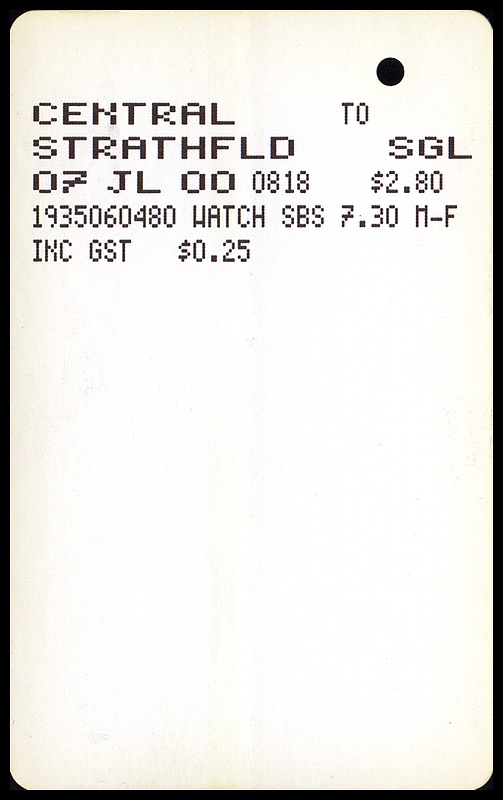 CENTRAL TO
STRATHFLD SGL
07 JL 00 0818 $2.80
1935060480 WATCH SBS 7.30 M-F
INC GST $0.25